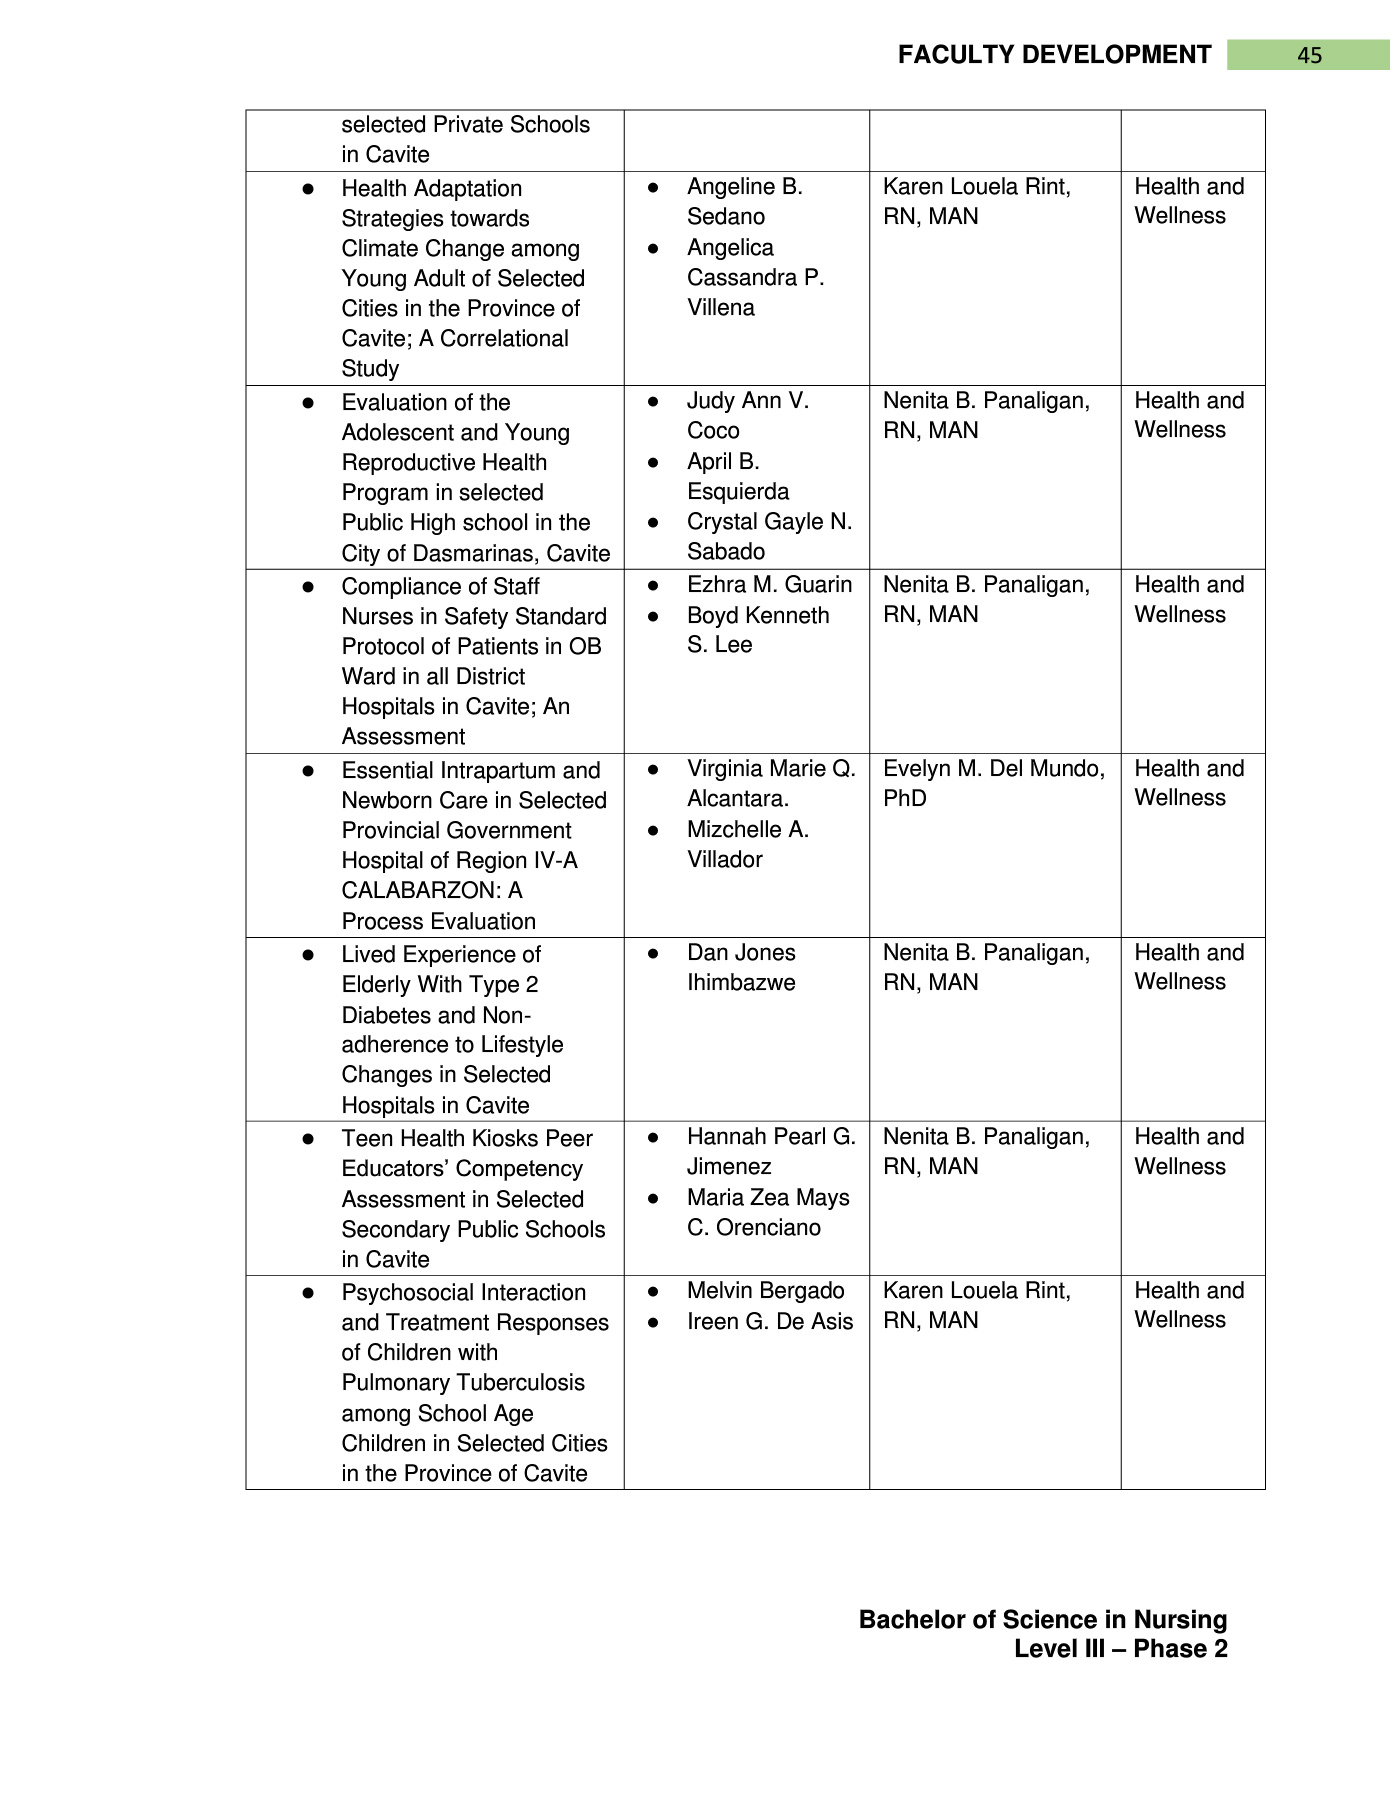 FACULTY DEVELOPMENT 45
selected Private Schools
in Cavite
● Health Adaptation
Strategies towards
Climate Change among
Young Adult of Selected
Cities in the Province of
Cavite; A Correlational
Study
● Angeline B.
Sedano
● Angelica
Cassandra P.
Villena
Karen Louela Rint,
RN, MAN
Health and
Wellness
● Evaluation of the
Adolescent and Young
Reproductive Health
Program in selected
Public High school in the
City of Dasmarinas, Cavite
● Judy Ann V.
Coco
● April B.
Esquierda
● Crystal Gayle N.
Sabado
Nenita B. Panaligan,
RN, MAN
Health and
Wellness
● Compliance of Staff
Nurses in Safety Standard
Protocol of Patients in OB
Ward in all District
Hospitals in Cavite; An
Assessment
● Ezhra M. Guarin
● Boyd Kenneth
S. Lee
Nenita B. Panaligan,
RN, MAN
Health and
Wellness
● Essential Intrapartum and
Newborn Care in Selected
Provincial Government
Hospital of Region IV-A
CALABARZON: A
Process Evaluation
● Virginia Marie Q.
Alcantara.
● Mizchelle A.
Villador
Evelyn M. Del Mundo,
PhD
Health and
Wellness
● Lived Experience of
Elderly With Type 2
Diabetes and Non-
adherence to Lifestyle
Changes in Selected
Hospitals in Cavite
● Dan Jones
Ihimbazwe
Nenita B. Panaligan,
RN, MAN
Health and
Wellness
● Teen Health Kiosks Peer
Educators’ Competency
Assessment in Selected
Secondary Public Schools
in Cavite
● Hannah Pearl G.
Jimenez
● Maria Zea Mays
C. Orenciano
Nenita B. Panaligan,
RN, MAN
Health and
Wellness
● Psychosocial Interaction
and Treatment Responses
of Children with
Pulmonary Tuberculosis
among School Age
Children in Selected Cities
in the Province of Cavite
● Melvin Bergado
● Ireen G. De Asis
Karen Louela Rint,
RN, MAN
Health and
Wellness
Bachelor of Science in Nursing
Level III – Phase 2